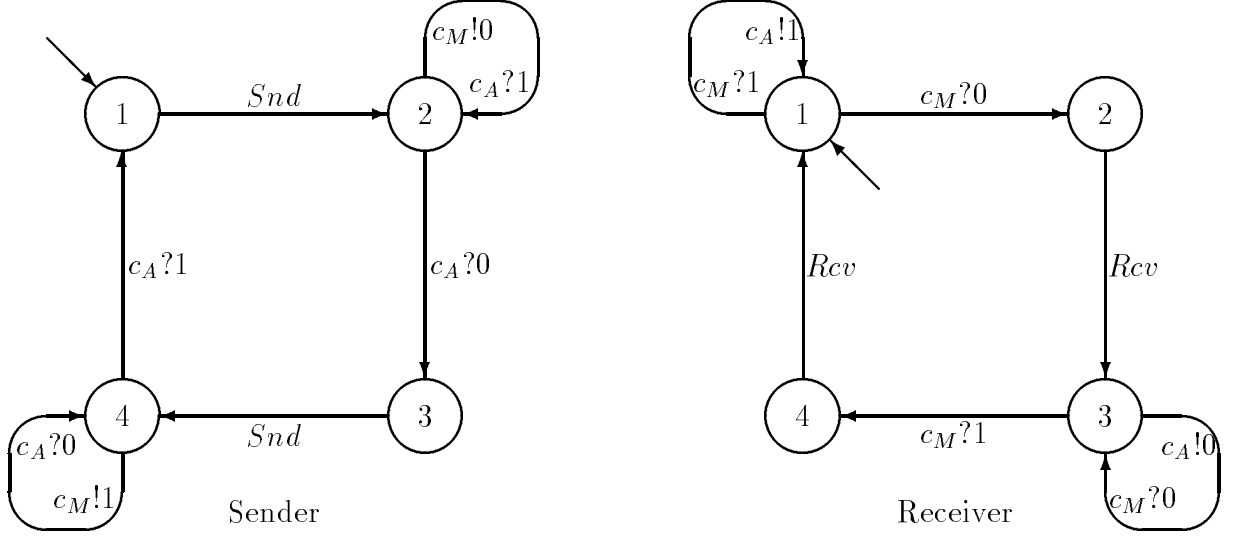 c_M!0
c_A!1
1
Snd
2
c_A?1
c_M?1
1
c_M?0
2
c_A?1
c_A?0
Rcv
Rcv
4
Snd
3
4
c_M?1
3
c_A?0
c_A!0
c_M!1
c_M?0
Sender
Receiver